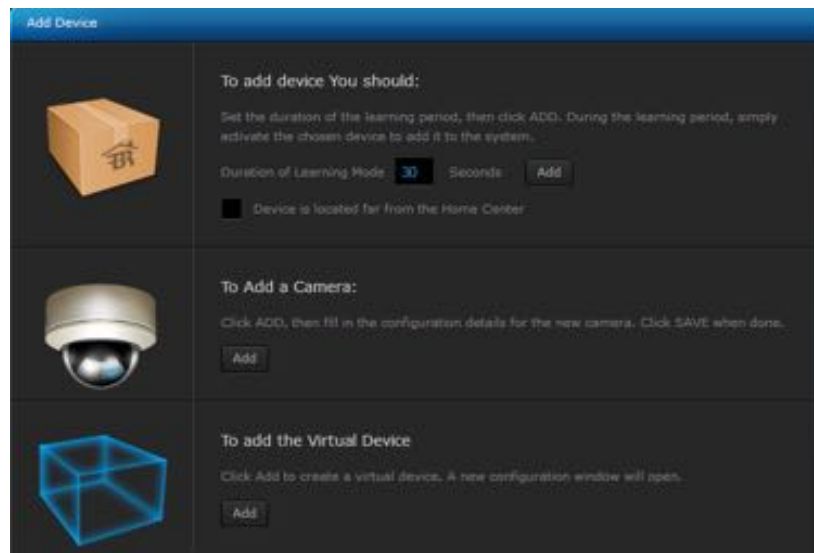 Add Device
To add device You should:
Set the duration of the learning period, then click ADD. During the learning period, simply
activate the chosen device to add it to the system.
Duration of Learning Mode 30 Seconds Add
Device is located far from the Home Center
To Add a Camera:
Click ADD, then fill in the configuration details for the new camera. Click SAVE when done.
Add
To add the Virtual Device
Click Add to create a virtual device. A new configuration window will open.
Add